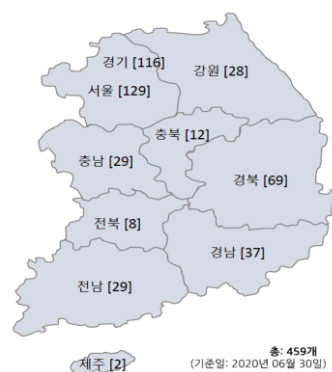 경기 [116]
강원 [28]
서울 [129]
충북 [12]
충남 [29]
경북 [69]
전북 [8]
경남 [37]
전남 [29]
제주 [2]
총: 459개
(기준일: 2020년 06월 30일)